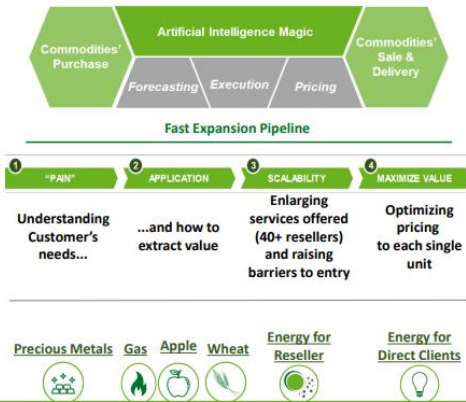 Commodities'
Purchase
Artificial Intelligence Magic
Forecasting
Execution
Pricing
Commodities'
Sale &
Delivery
Fast Expansion Pipeline
1
"PAIN"
2
APPLICATION
3
SCALABILITY
4
MAXIMIZE VALUE
Understanding
Customer's
needs...
...and how to
extract value
Enlarging
services offered
(40+ resellers)
and raising
barriers to entry
Optimizing
pricing
to each single
unit
Precious Metals
Gas
Apple
Wheat
Energy for
Reseller
Energy for
Direct Clients